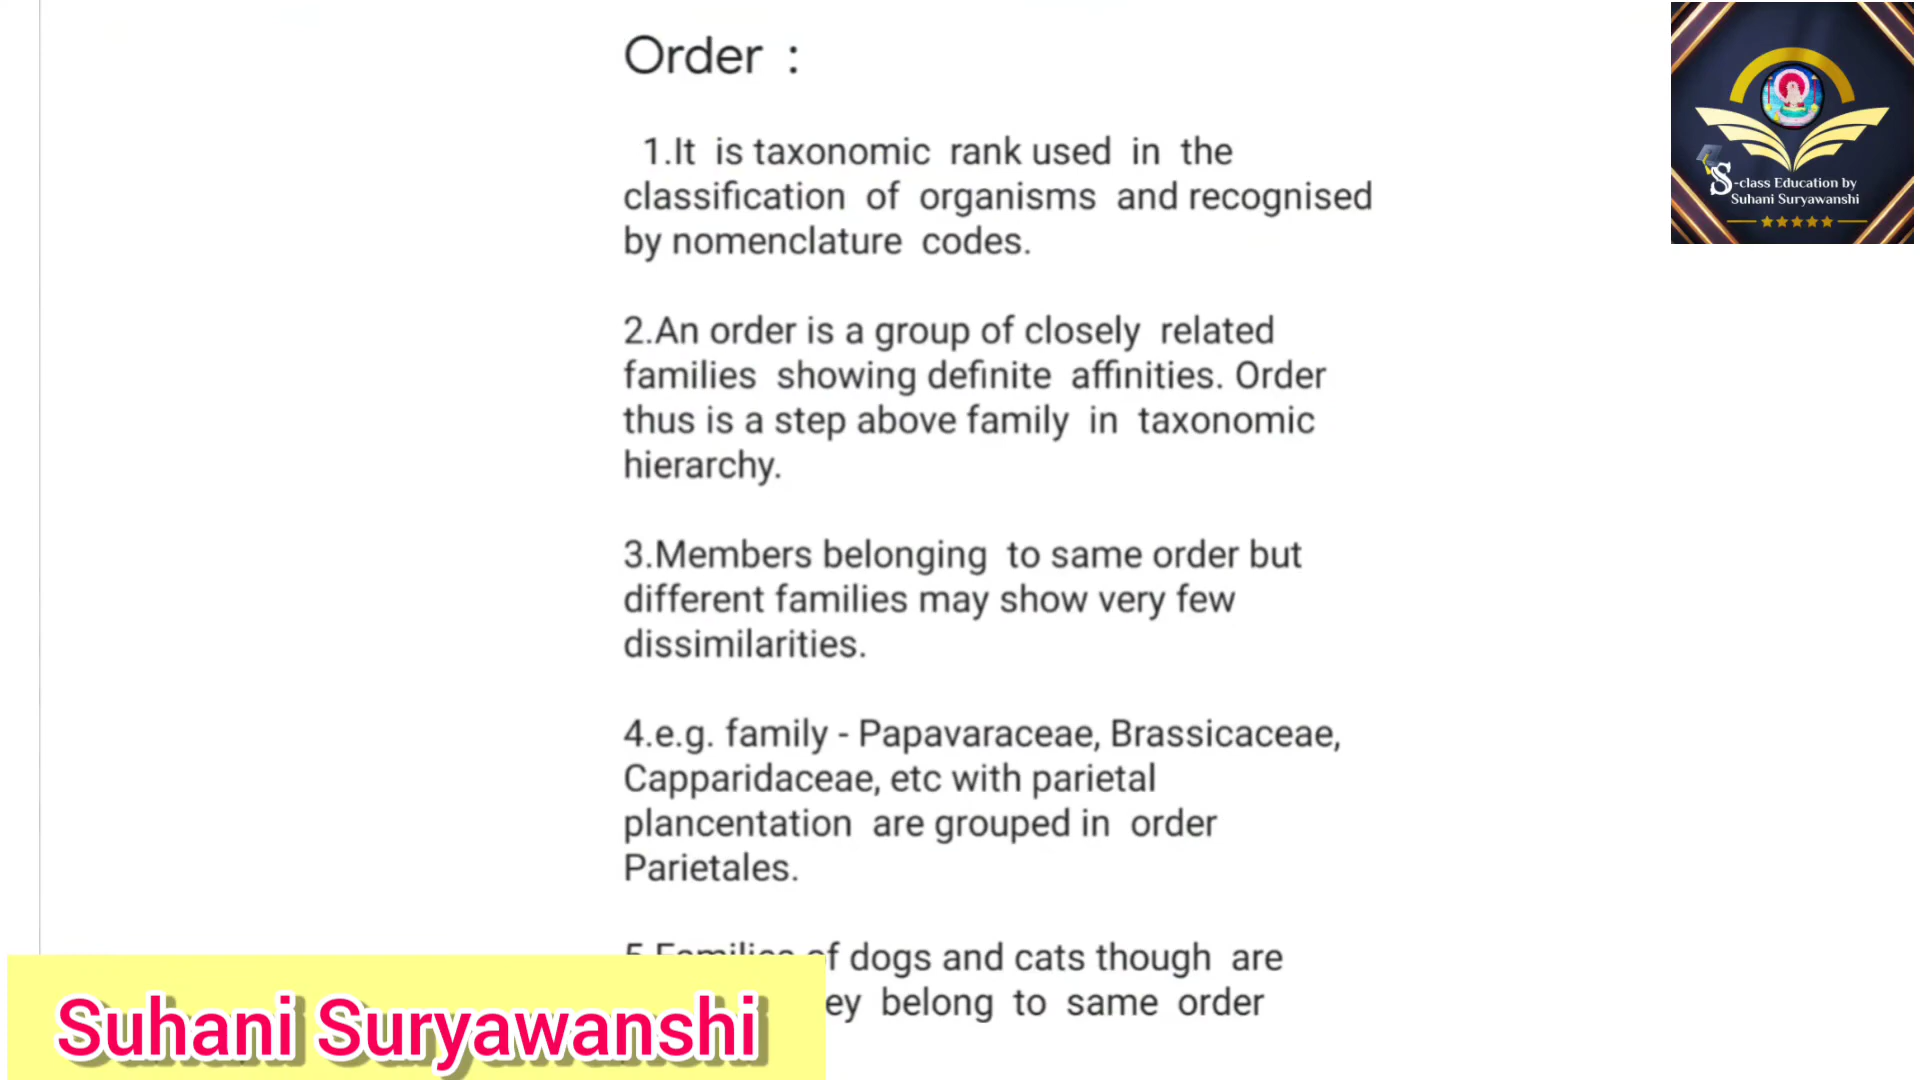 Order :
1.It is taxonomic rank used in the
classification of organisms and recognised
by nomenclature codes.
2.An order is a group of closely related
families showing definite affinities. Order
thus is a step above family in taxonomic
hierarchy.
3.Members belonging to same order but
different families may show very few
dissimilarities.
4.e.g. family - Papavaraceae, Brassicaceae,
Capparidaceae, etc with parietal
plancentation are grouped in order
Parietales.
5.Families of dogs and cats though are
belong to same order
Suhani Suryawanshi
S-class Education by
Suhani Suryawanshi